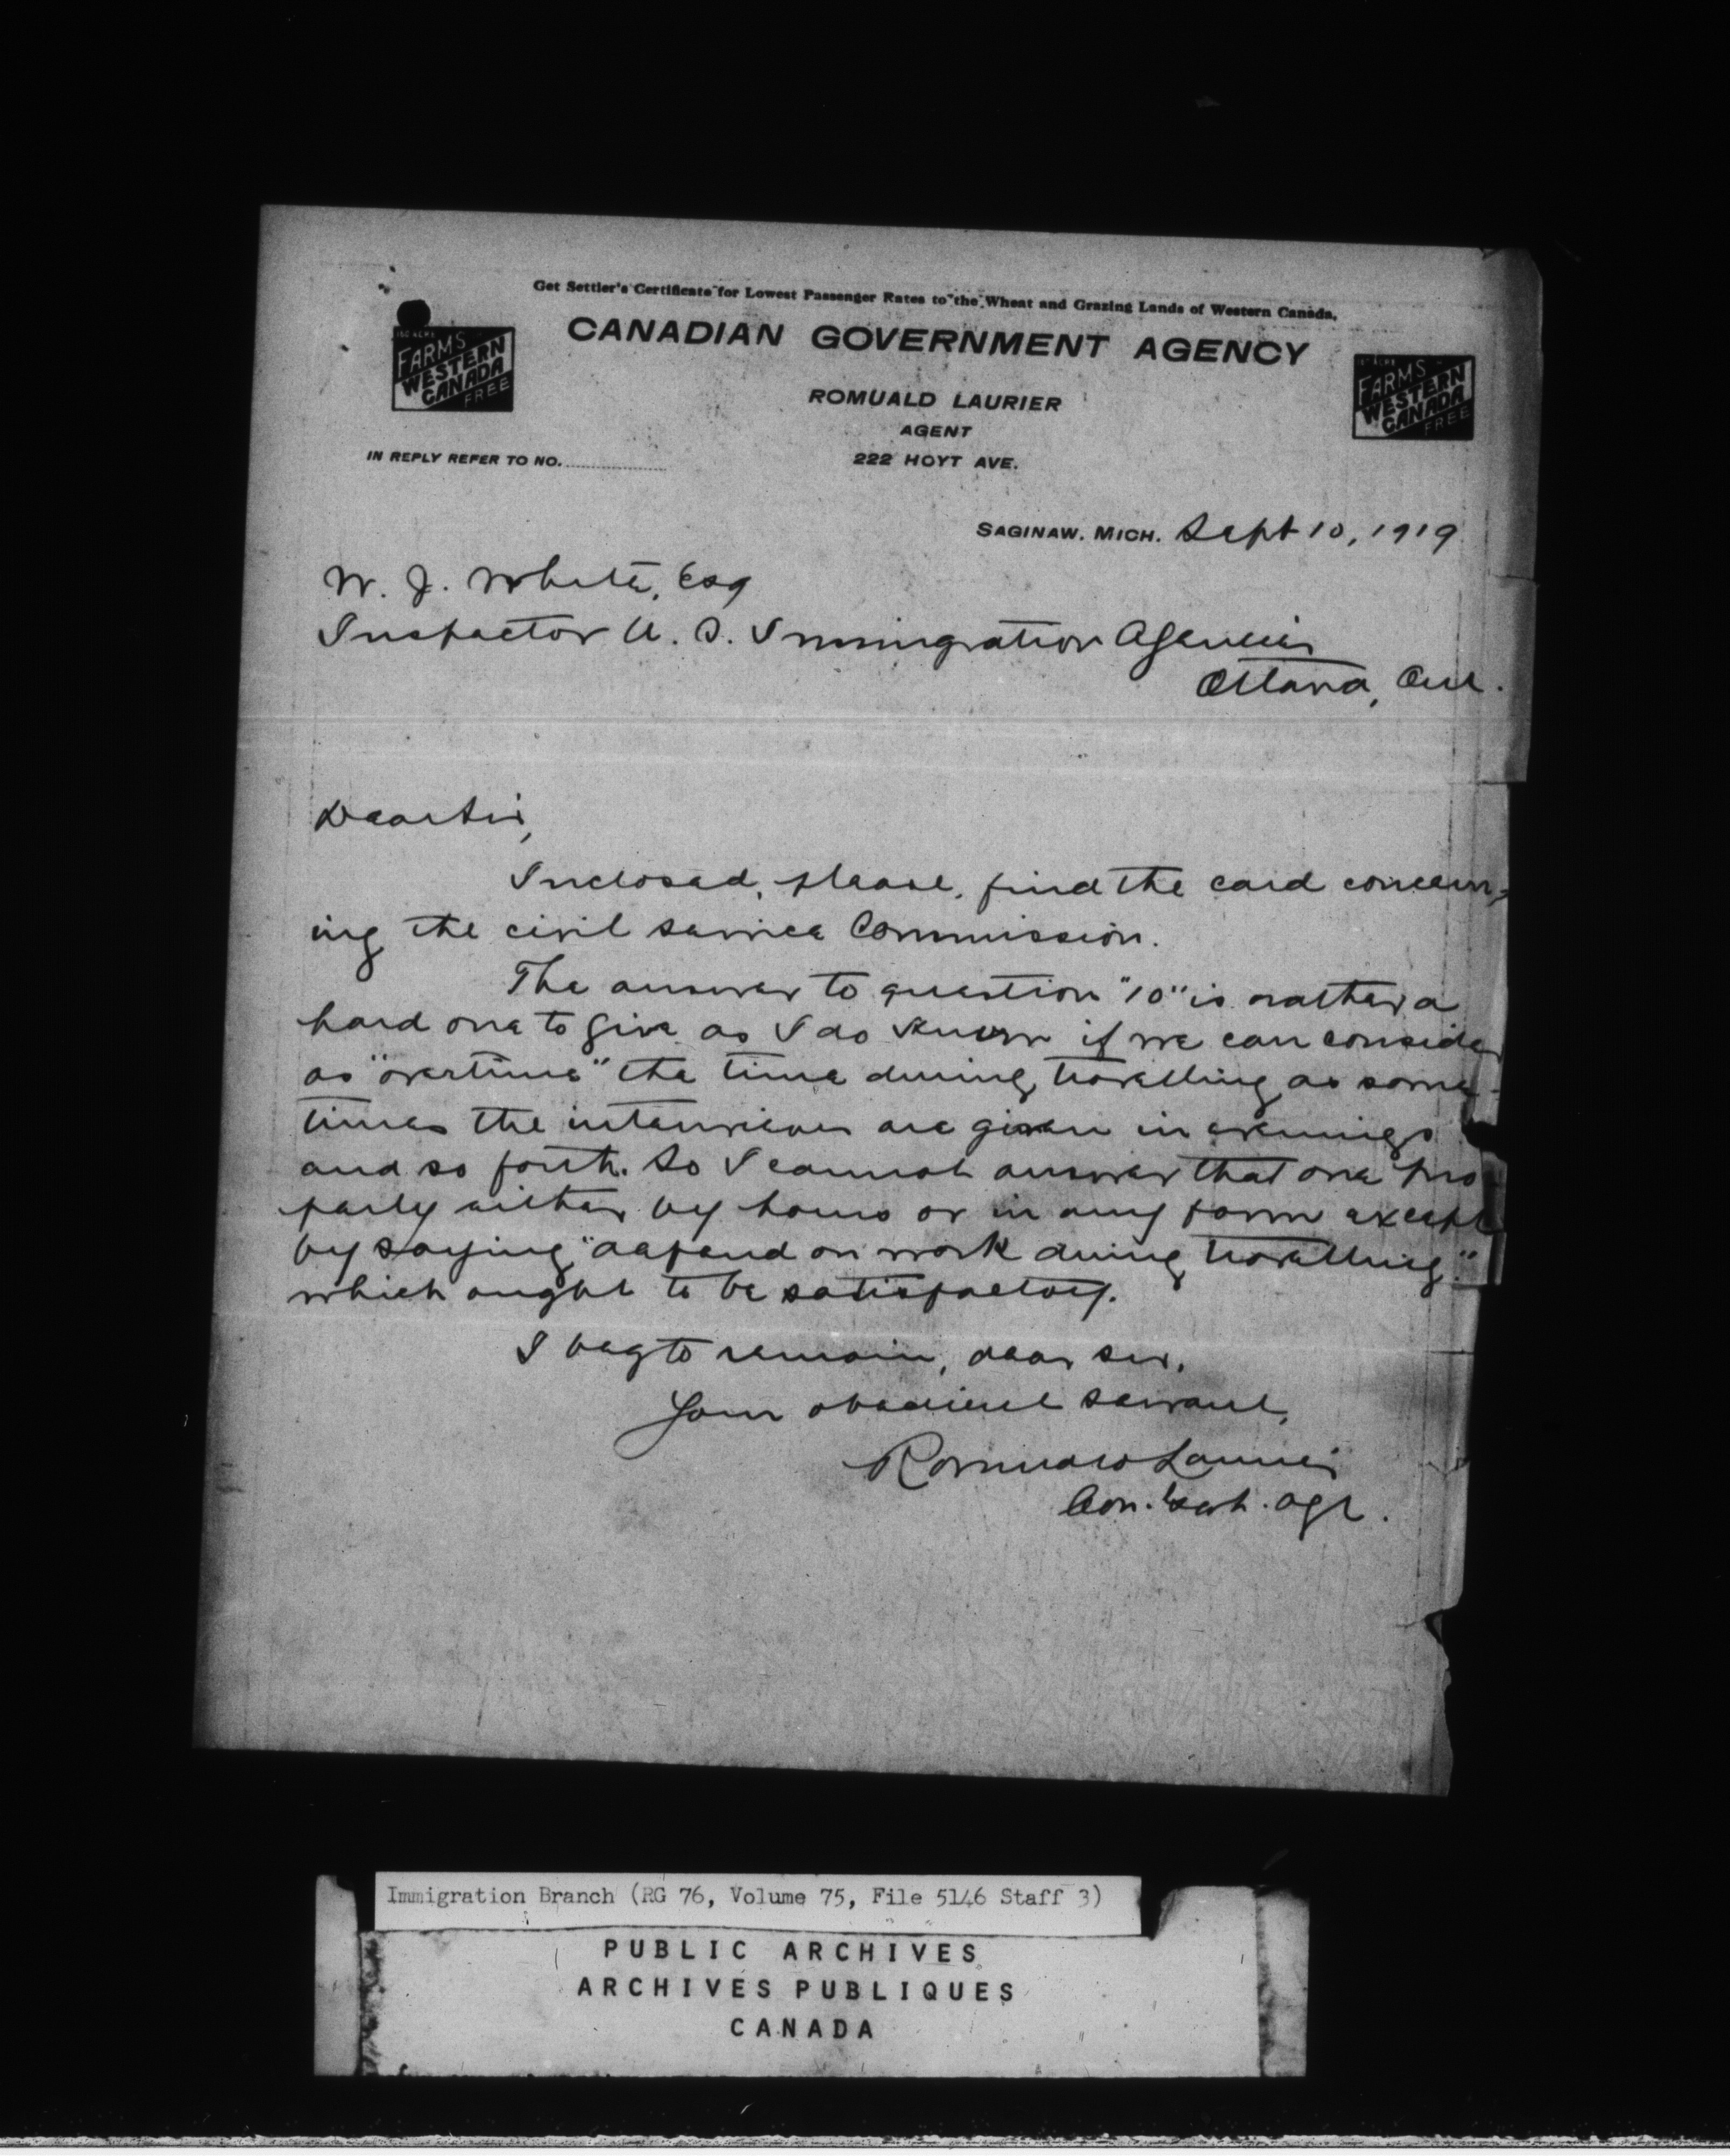 Get Settler's Certificate for Lowest Passenger Rates to the Wheat and Grazing Lands of Western Canada.
CANADIAN GOVERNMENT AGENCY
160 ACRE
FARMS
WESTERN
CANADA
FREE
160 ACRE
FARMS
WESTERN
CANADA
FREE
ROMUALD LAURIER
AGENT
222 HOYT AVE.
IN REPLY REFER TO NO.
SAGINAW. MICH. Sept 10, 1919
W. J. White, Esq
Inspector U. S. Immigration Agencies
Ottawa, Ont.
Dear Sir,
Inclosed, please, find the card concern-
ing the civil service Commission.
The answer to question "10" is rather a
hard one to give as I do know if we can consider
as "overtime" the time during travelling as some-
times the interviews are given in evenings
and so forth. So I cannot answer that one pro
perly either by hours or in any form except
by saying "depend on work during travelling"
which ought to be satisfactory.
I beg to remain, dear sir,
Your obedient servant,
Romuald Laurier
Can. Govt. Agt.
Immigration Branch (RG 76, Volume 75, File 5146 Staff 3)
PUBLIC ARCHIVES
ARCHIVES PUBLIQUES
CANADA